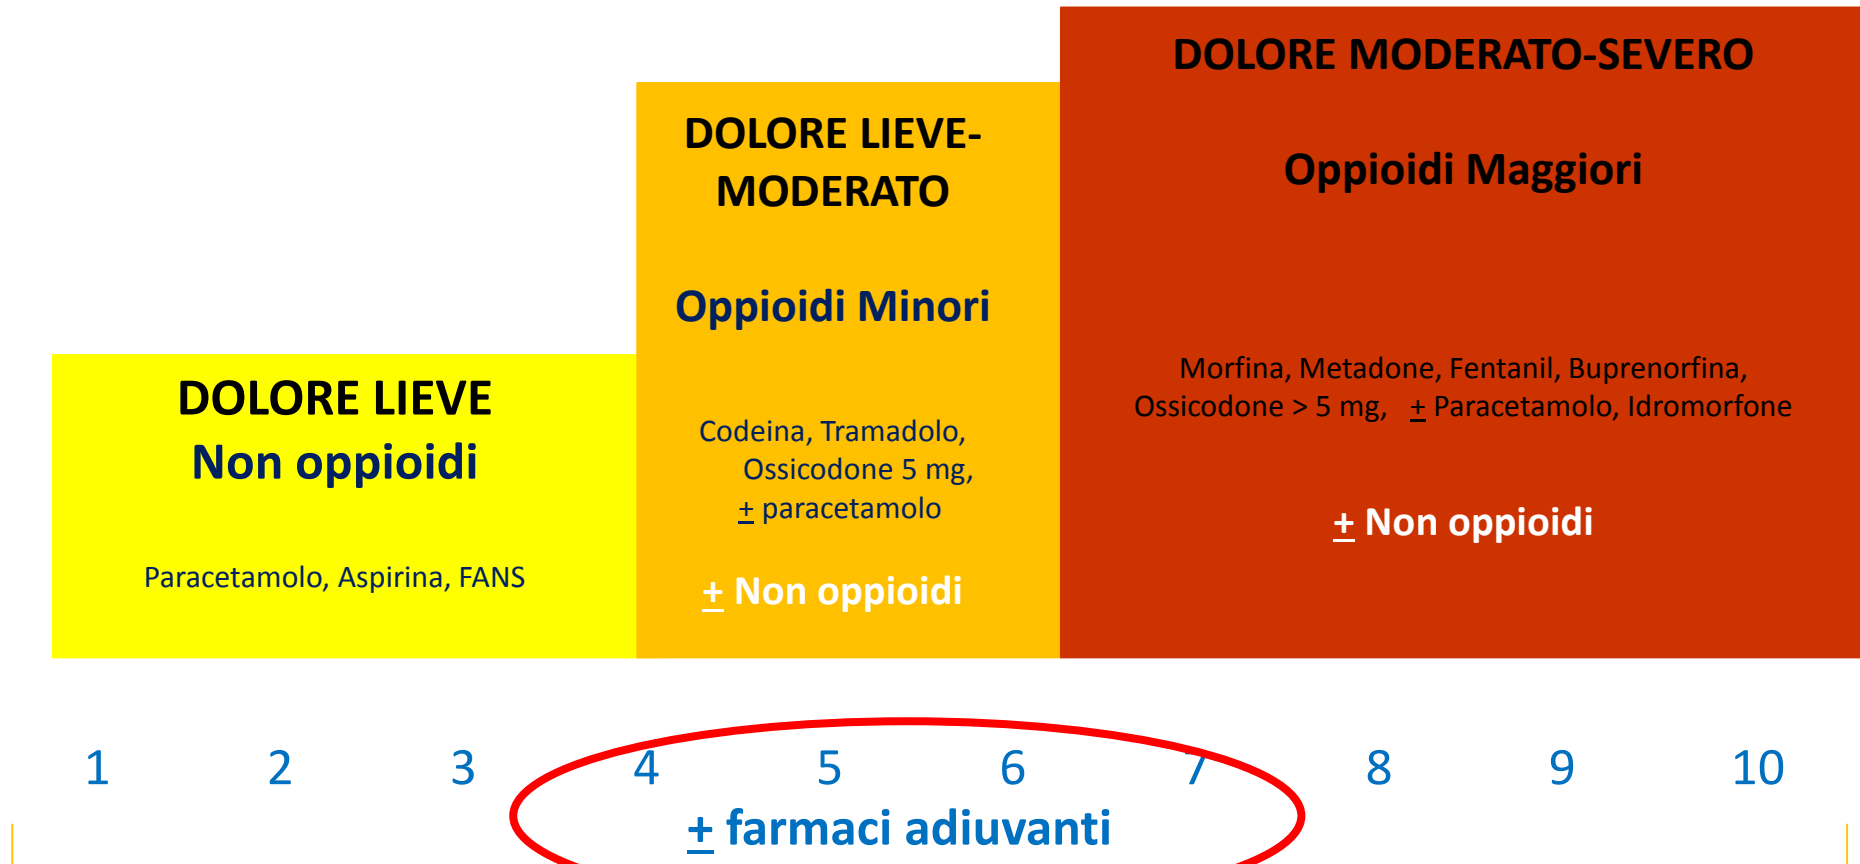 DOLORE LIEVE
Non oppioidi
Paracetamolo, Aspirina, FANS
DOLORE LIEVE-
MODERATO
Oppioidi Minori
Codeina, Tramadolo,
Ossicodone 5 mg,
± paracetamolo
± Non oppioidi
DOLORE MODERATO-SEVERO
Oppioidi Maggiori
Morfina, Metadone, Fentanil, Buprenorfina,
Ossicodone > 5 mg, ± Paracetamolo, Idromorfone
± Non oppioidi
1 2 3 4 5 6 7 8 9 10
± farmaci adiuvanti